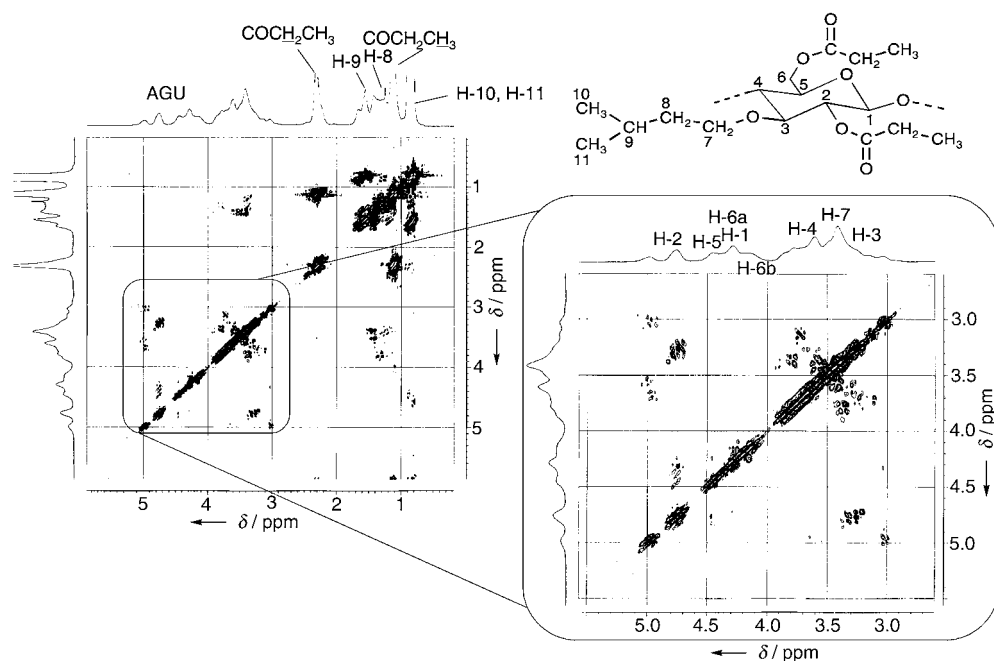 COCH₂CH₃
COCH₂CH₃
H-9 H-8
AGU
H-10, H-11
1
2
3
4
5
δ / ppm
5 4 3 2 1
δ / ppm
O
CH₃
CH₂
O
6
5
O
4
2
1
O
10
CH₃
8
CH₂
O
3
O
CH₂
CH₃
CH
9
CH₂
7
CH₃
11
O
H-6a
H-7
H-2 H-5 H-1 H-4 H-3
H-6b
3.0
3.5
4.0
4.5
5.0
δ / ppm
5.0 4.5 4.0 3.5 3.0
δ / ppm